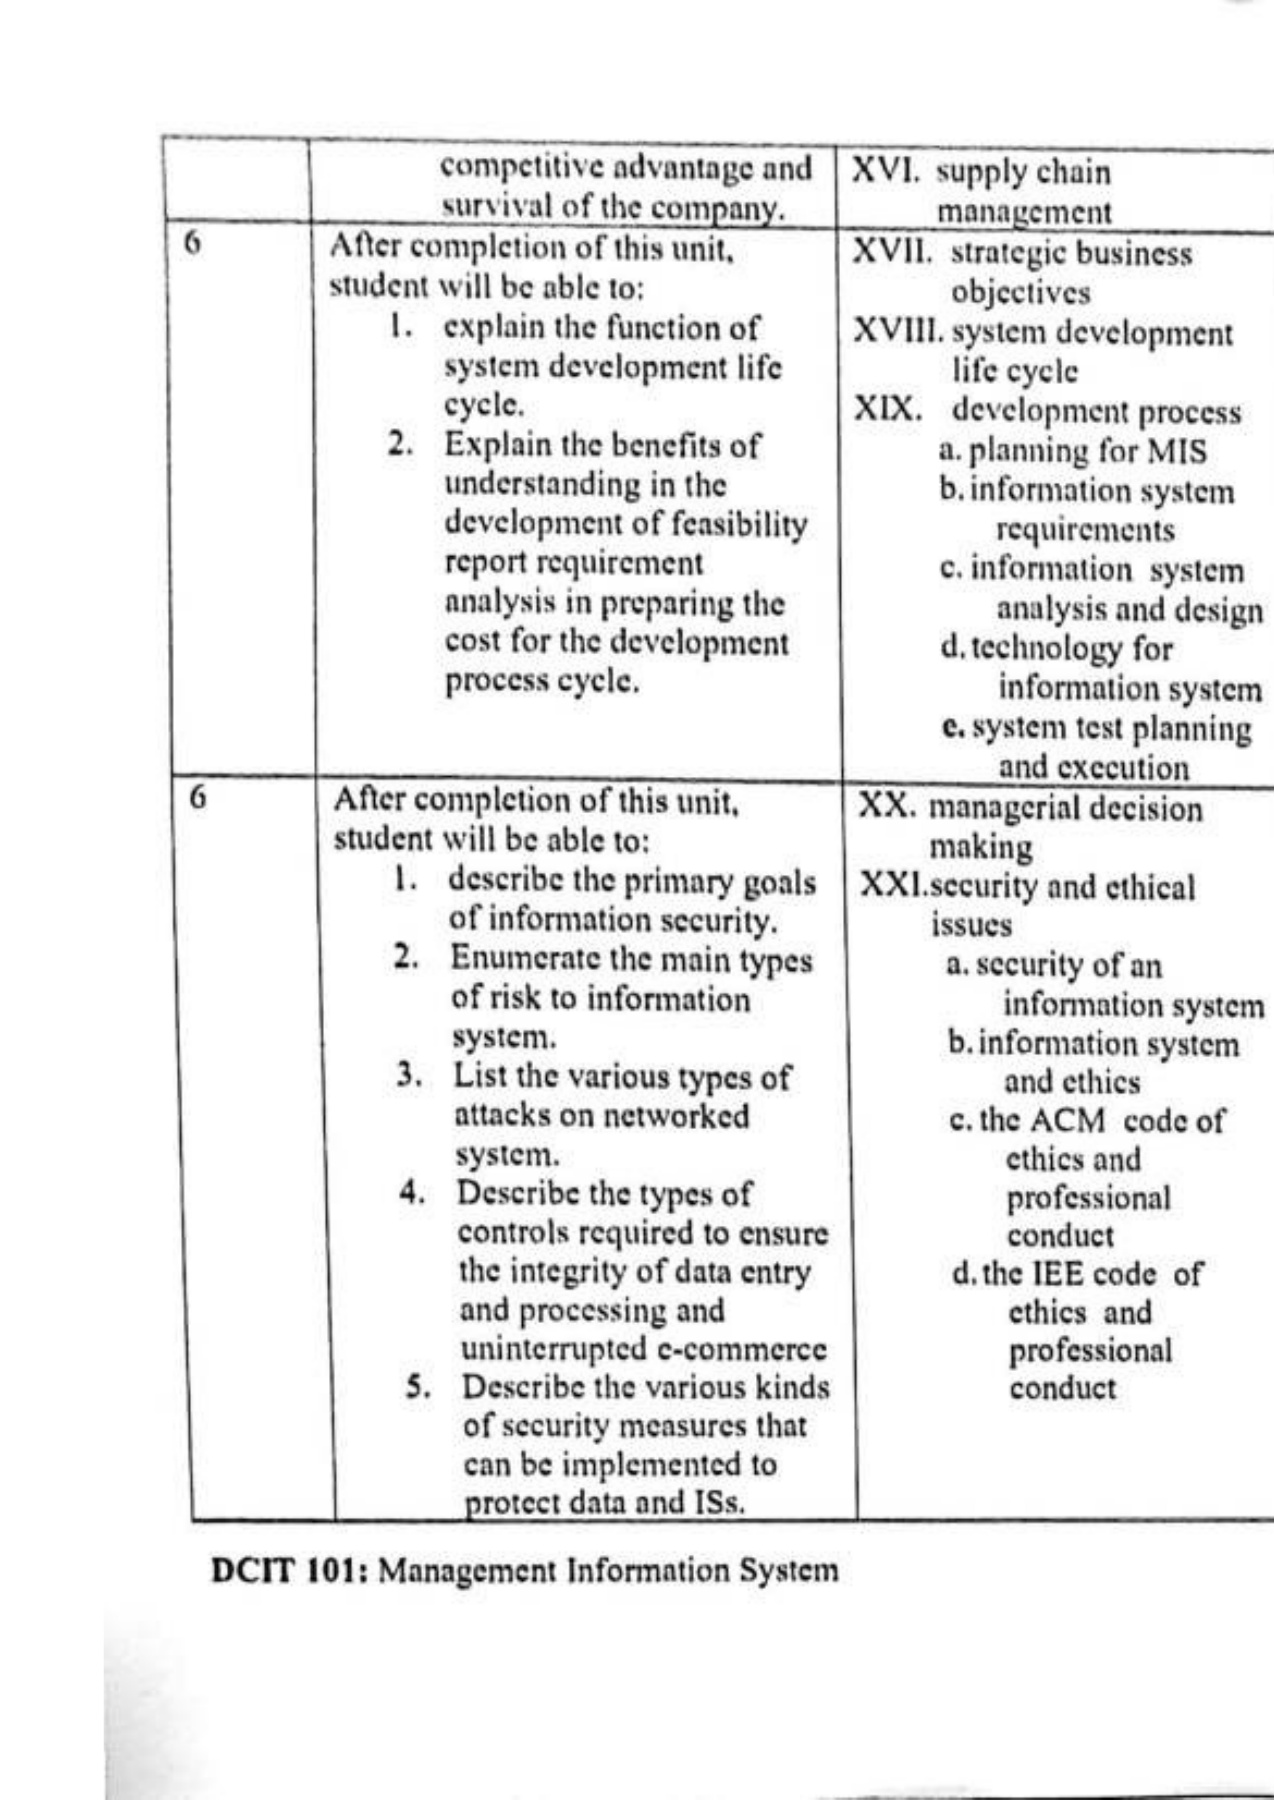 competitive advantage and
survival of the company.
XVI. supply chain
management
6
After completion of this unit,
student will be able to:
1. explain the function of
system development life
cycle.
2. Explain the benefits of
understanding in the
development of feasibility
report requirement
analysis in preparing the
cost for the development
process cycle.
XVII. strategic business
objectives
XVIII. system development
life cycle
XIX. development process
a. planning for MIS
b. information system
requirements
c. information system
analysis and design
d. technology for
information system
e. system test planning
and execution
6
After completion of this unit,
student will be able to:
1. describe the primary goals
of information security.
2. Enumerate the main types
of risk to information
system.
3. List the various types of
attacks on networked
system.
4. Describe the types of
controls required to ensure
the integrity of data entry
and processing and
uninterrupted e-commerce
5. Describe the various kinds
of security measures that
can be implemented to
protect data and ISs.
XX. managerial decision
making
XXI.security and ethical
issues
a. security of an
information system
b. information system
and ethics
c. the ACM code of
ethics and
professional
conduct
d. the IEE code of
ethics and
professional
conduct
DCIT 101: Management Information System